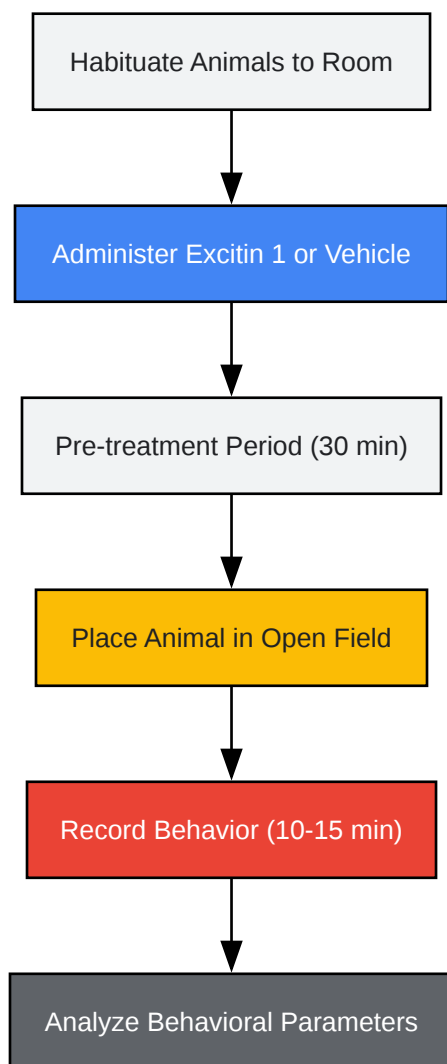 Habituate Animals to Room
Administer Excitin 1 or Vehicle
Pre-treatment Period (30 min)
Place Animal in Open Field
Record Behavior (10-15 min)
Analyze Behavioral Parameters